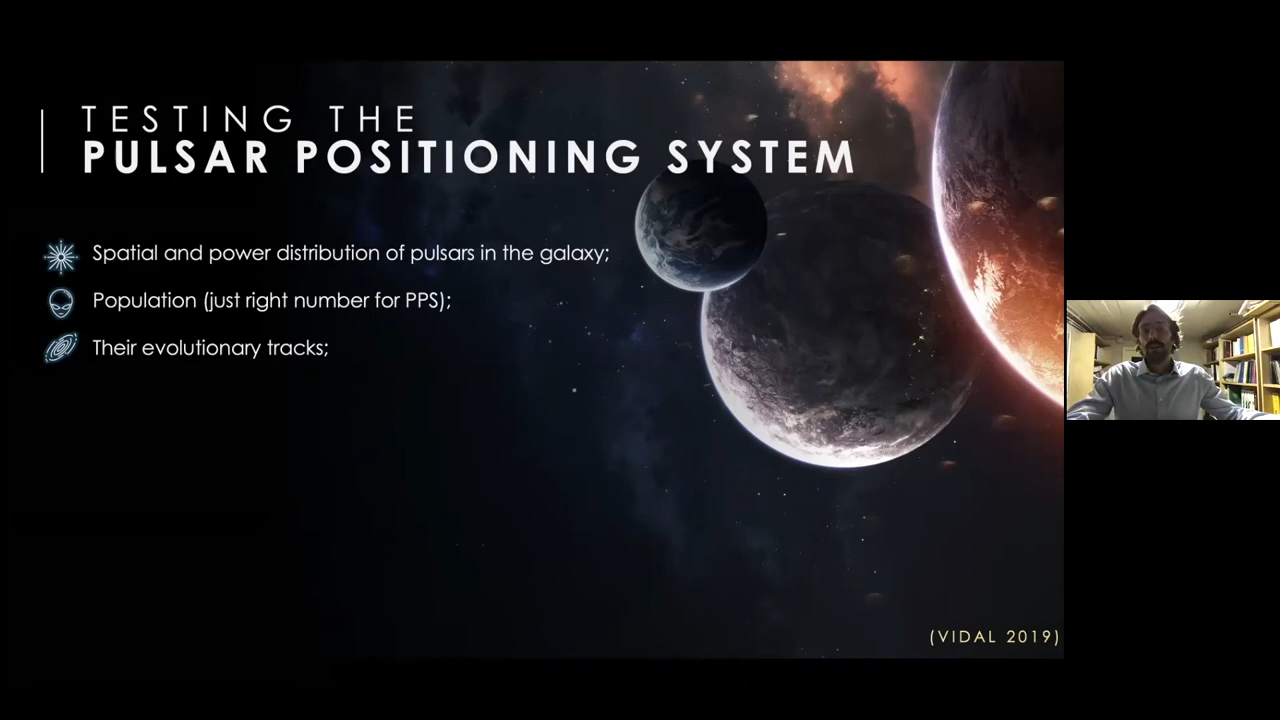 TESTING THE
PULSAR POSITIONING SYSTEM
Spatial and power distribution of pulsars in the galaxy;
Population (just right number for PPS);
Their evolutionary tracks;
(VIDAL 2019)